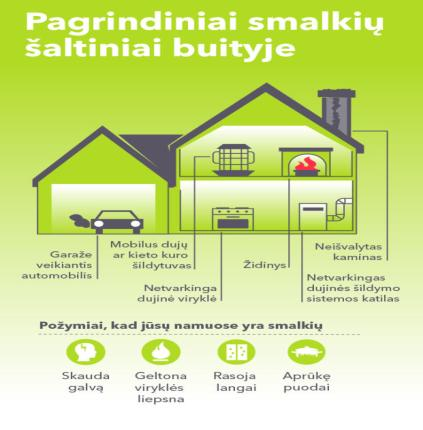 Pagrindiniai smalkių
šaltiniai buityje
Garaže
veikiantis
automobilis
Mobilus dujų
ar kieto kuro
šildytuvas
Netvarkinga
dujinė viryklė
Židinys
Neišvalytas
kaminas
Netvarkingas
dujinės šildymo
sistemos katilas
Požymiai, kad jūsų namuose yra smalkių
Skauda
galvą
Geltona
viryklės
liepsna
Rasoja
langai
Aprūkę
puodai